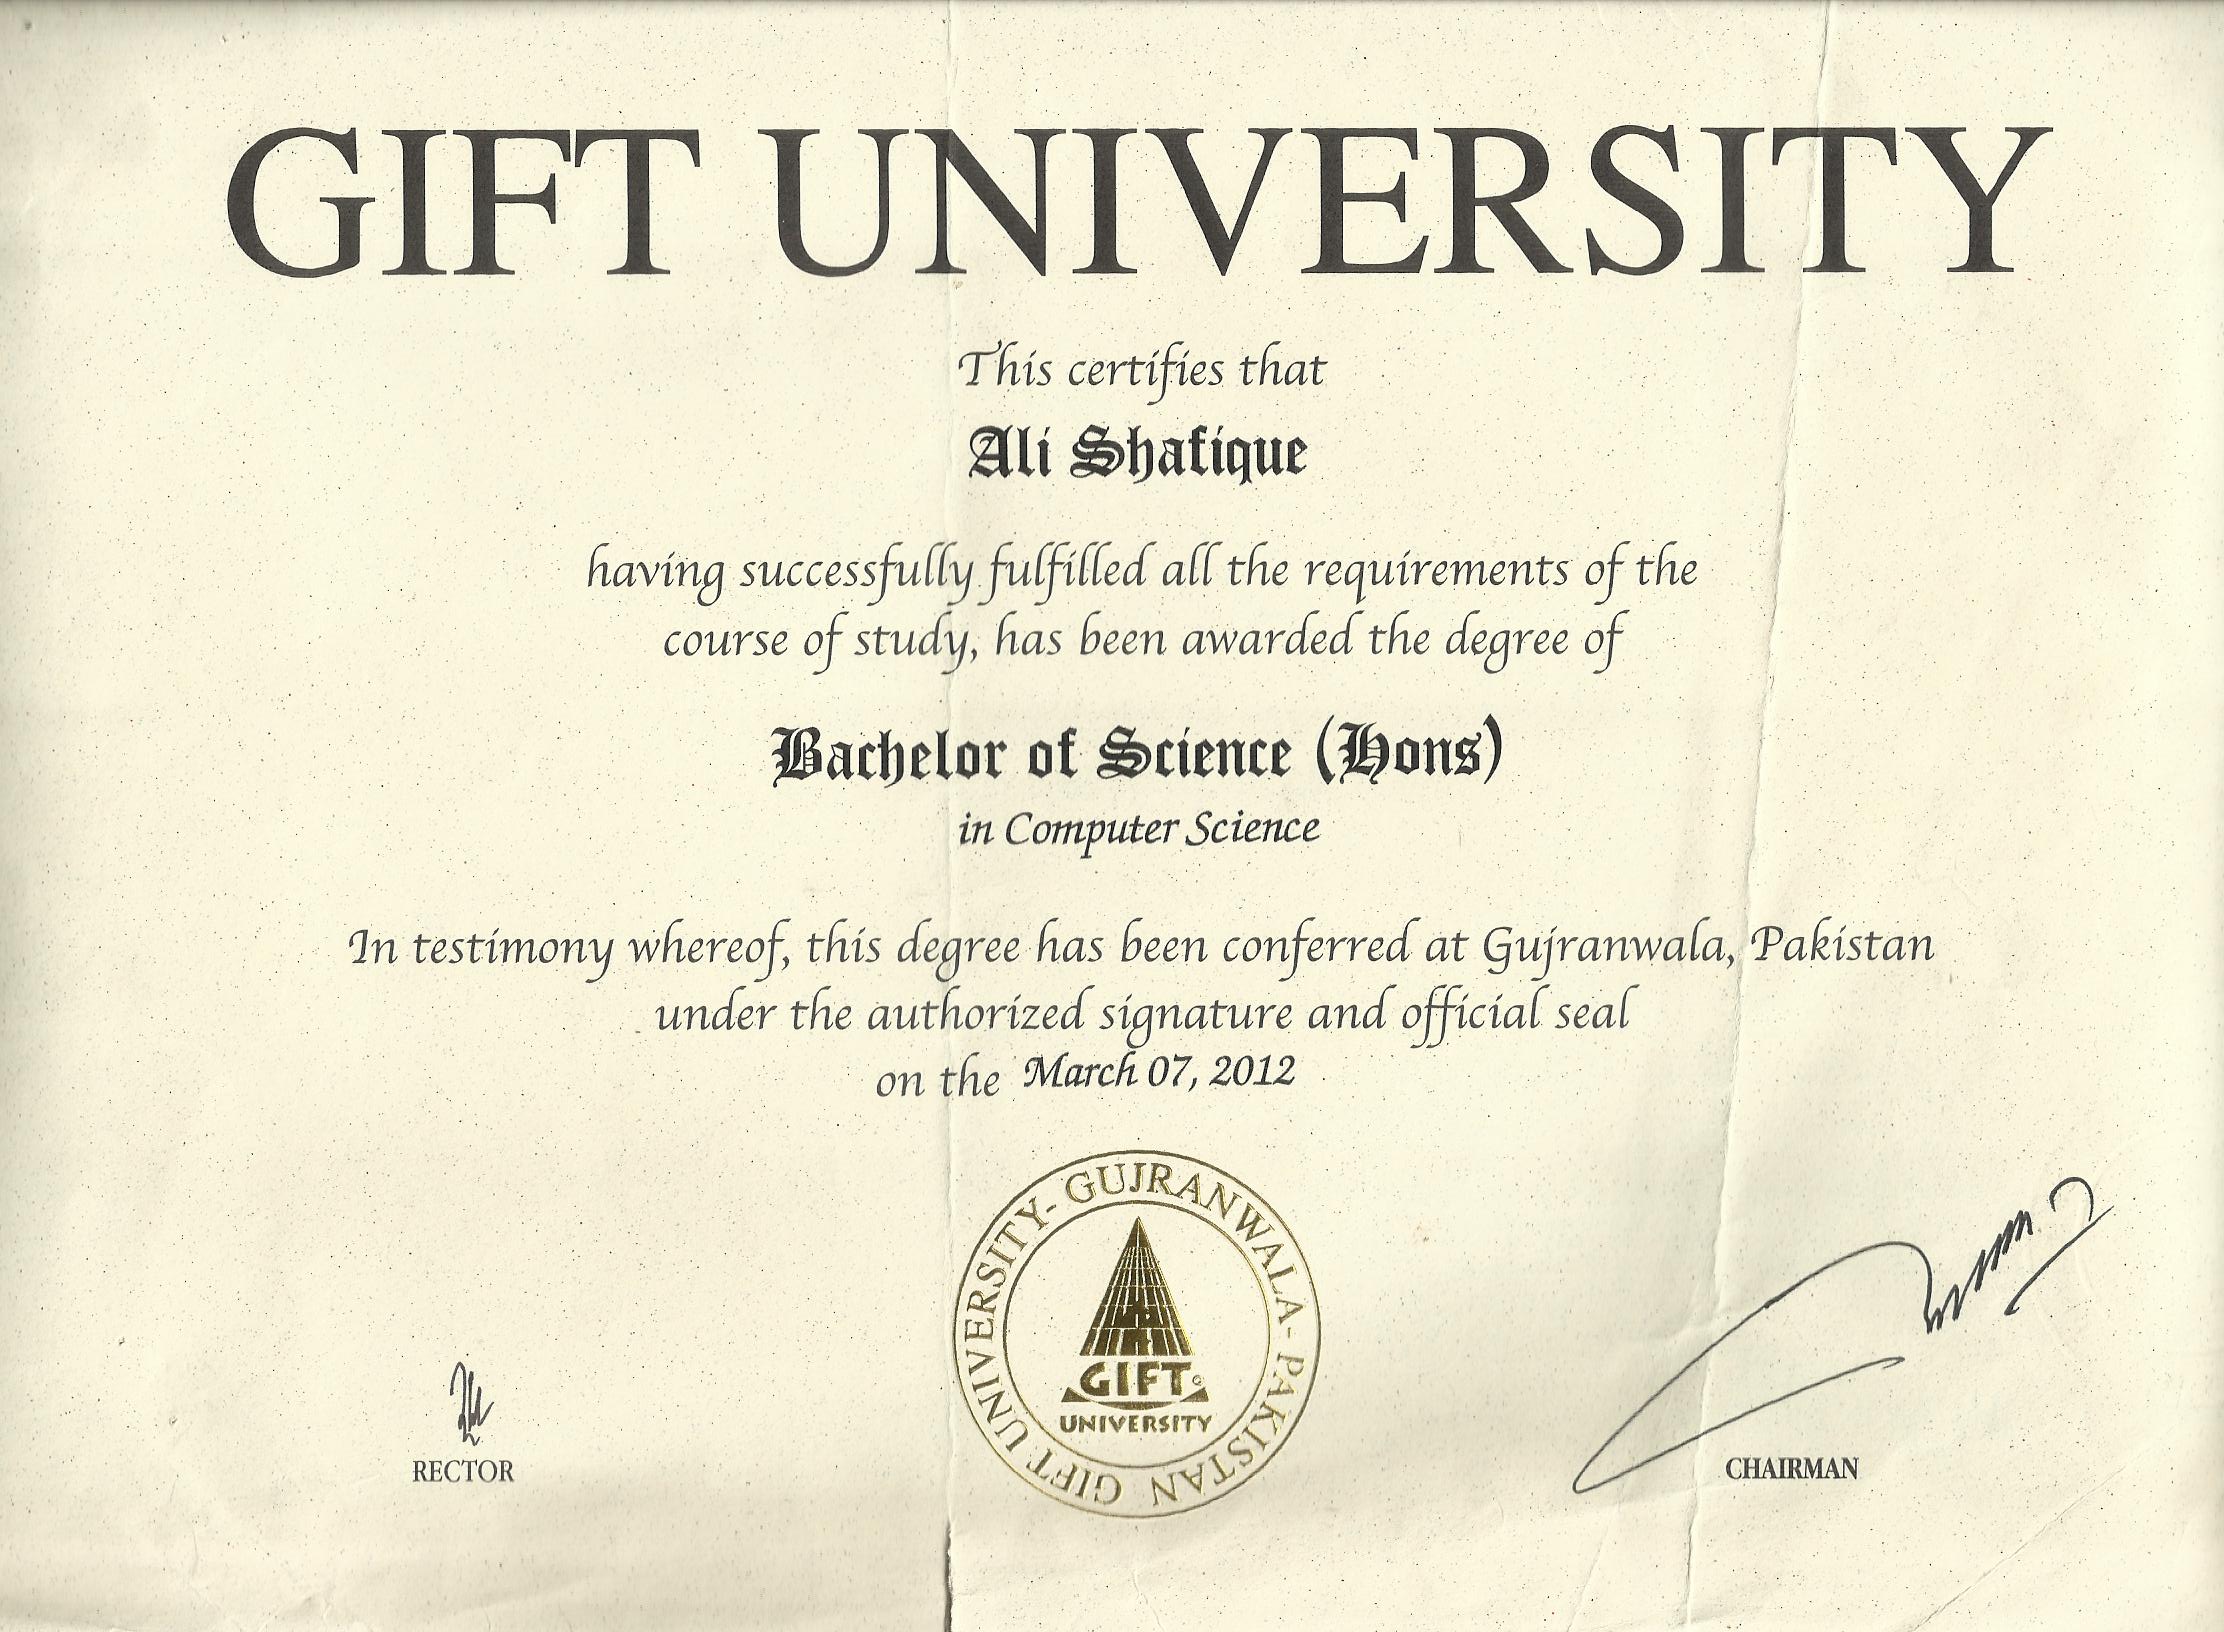 GIFT UNIVERSITY
This certifies that
Ali Shafique
having successfully fulfilled all the requirements of the
course of study, has been awarded the degree of
Bachelor of Science (Hons)
in Computer Science
In testimony whereof, this degree has been conferred at Gujranwala, Pakistan
under the authorized signature and official seal
on the March 07, 2012
GIFT UNIVERSITY - GUJRANWALA - PAKISTAN
GIFT
UNIVERSITY
RECTOR
CHAIRMAN